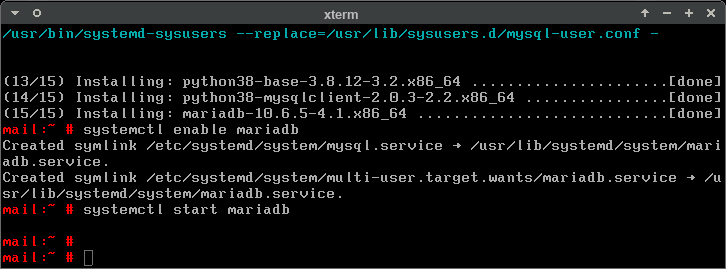 xterm
/usr/bin/systemd-sysusers --replace=/usr/lib/sysusers.d/mysql-user.conf -
(13/15) Installing: python38-base-3.8.12-3.2.x86_64 .......................[done]
(14/15) Installing: python38-mysqlclient-2.0.3-2.2.x86_64 .................[done]
(15/15) Installing: mariadb-10.6.5-4.1.x86_64 .............................[done]
mail:~ # systemctl enable mariadb
Created symlink /etc/systemd/system/mysql.service → /usr/lib/systemd/system/mari
adb.service.
Created symlink /etc/systemd/system/multi-user.target.wants/mariadb.service → /u
sr/lib/systemd/system/mariadb.service.
mail:~ # systemctl start mariadb
mail:~ #
mail:~ #